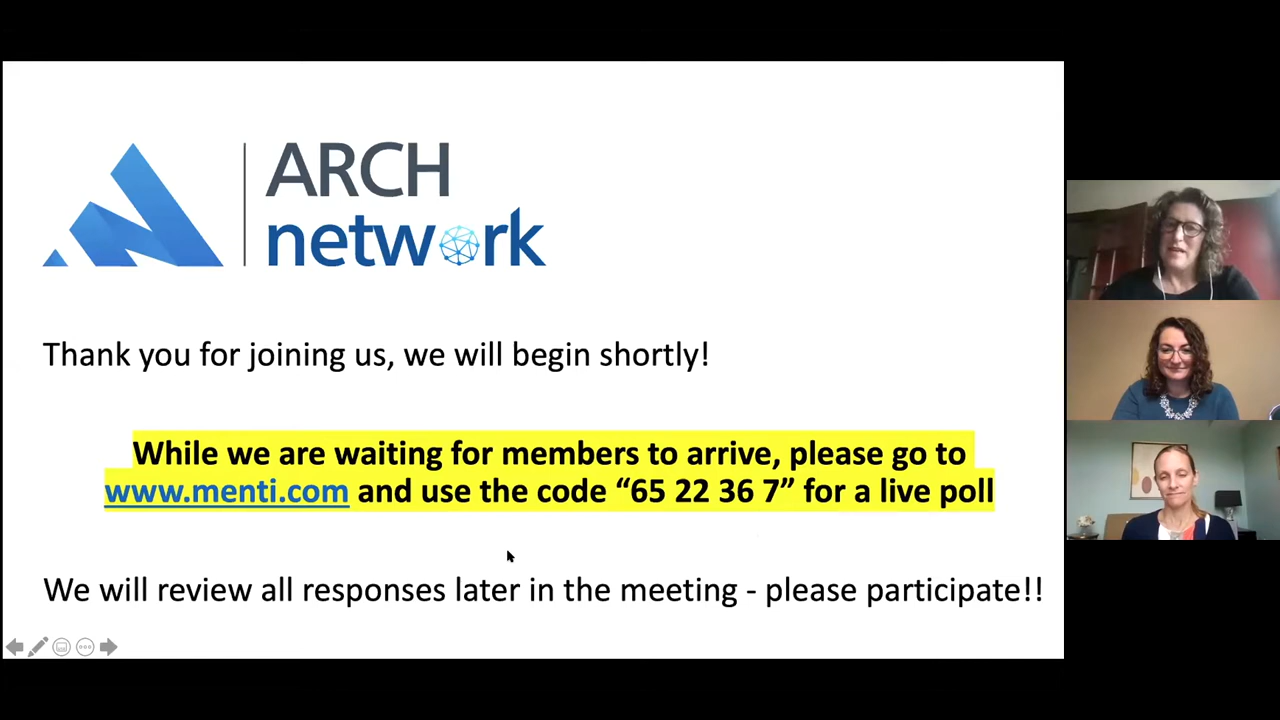 ARCH
network
Thank you for joining us, we will begin shortly!
While we are waiting for members to arrive, please go to
www.menti.com and use the code “65 22 36 7” for a live poll
We will review all responses later in the meeting - please participate!!